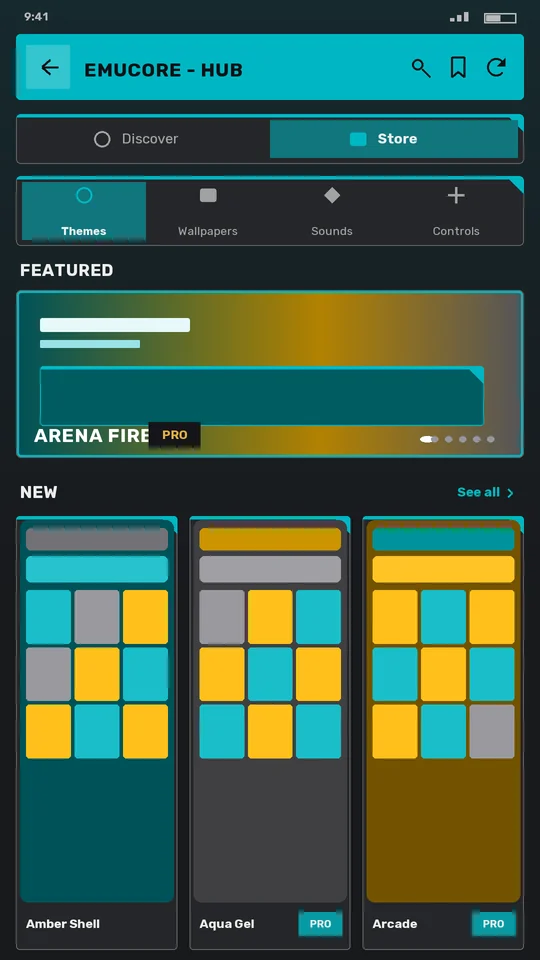 9:41
EMUCORE - HUB
Discover
Store
Themes
Wallpapers
Sounds
Controls
FEATURED
ARENA FIRE
PRO
NEW
See all
Amber Shell
Aqua Gel
PRO
Arcade
PRO